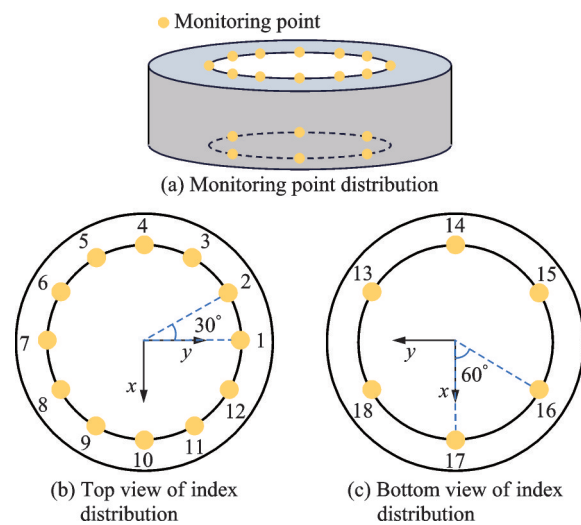 Monitoring point
(a) Monitoring point distribution
4
5
3
6
2
30°
7
y
1
x
8
12
9
11
10
(b) Top view of index
distribution
14
13
15
y
60°
x
18
16
17
(c) Bottom view of index
distribution